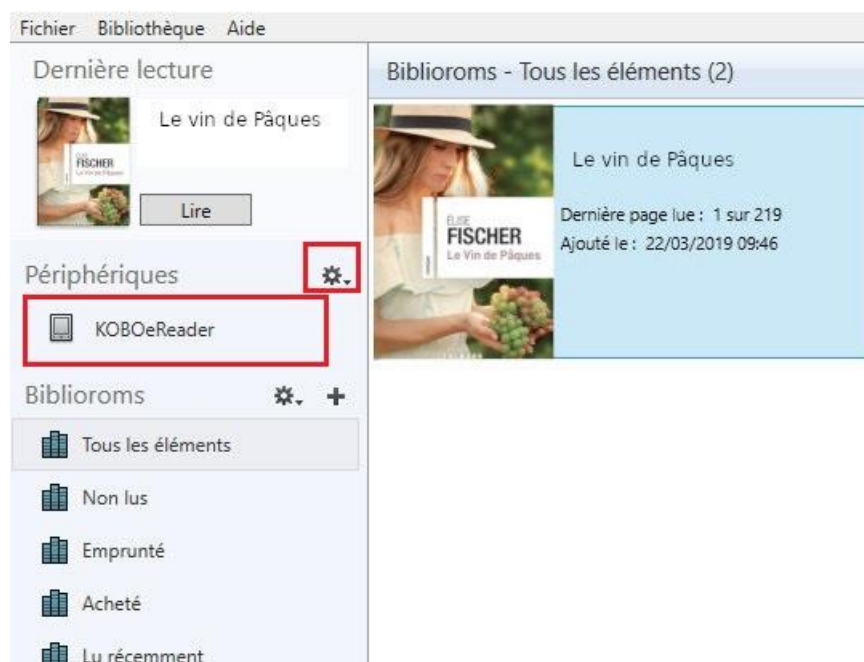 Fichier Bibliothèque Aide
Dernière lecture
Le vin de Pâques
FISCHER
Lire
Périphériques
KOBOeReader
Biblioroms
Tous les éléments
Non lus
Emprunté
Acheté
Lu récemment
Biblioroms - Tous les éléments (2)
ÉLISE
FISCHER
Le Vin de Pâques
Le vin de Pâques
Dernière page lue : 1 sur 219
Ajouté le : 22/03/2019 09:46